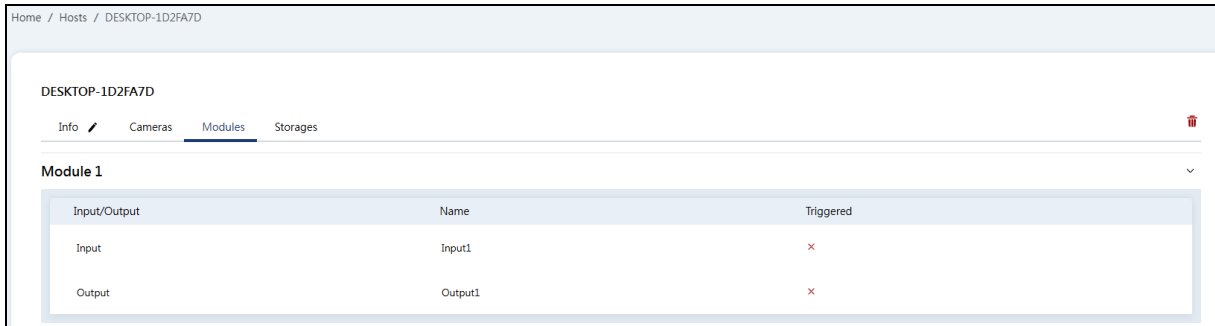 Home / Hosts / DESKTOP-1D2FA7D
DESKTOP-1D2FA7D
Info Cameras Modules Storages
Module 1
Input/Output Name Triggered
Input Input1 ×
Output Output1 ×